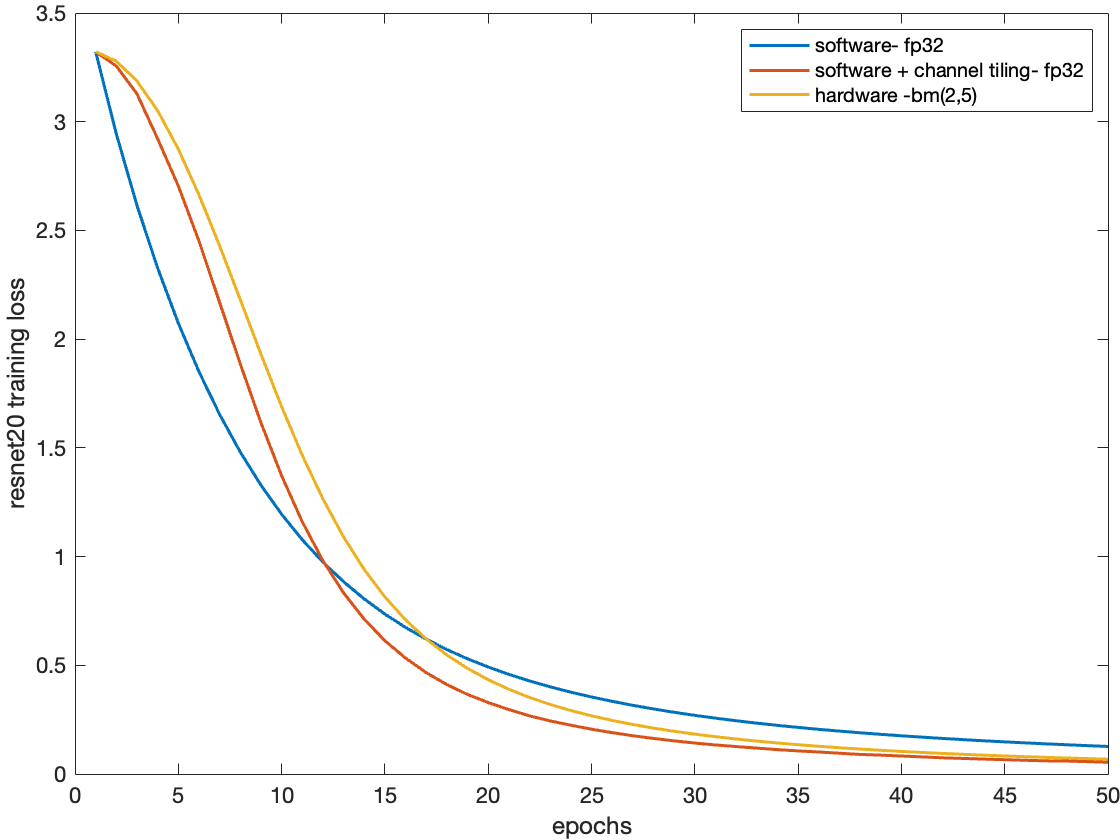 3.5
3
2.5
2
1.5
1
0.5
0
resnet20 training loss
software- fp32
software + channel tiling- fp32
hardware -bm(2,5)
0 5 10 15 20 25 30 35 40 45 50
epochs